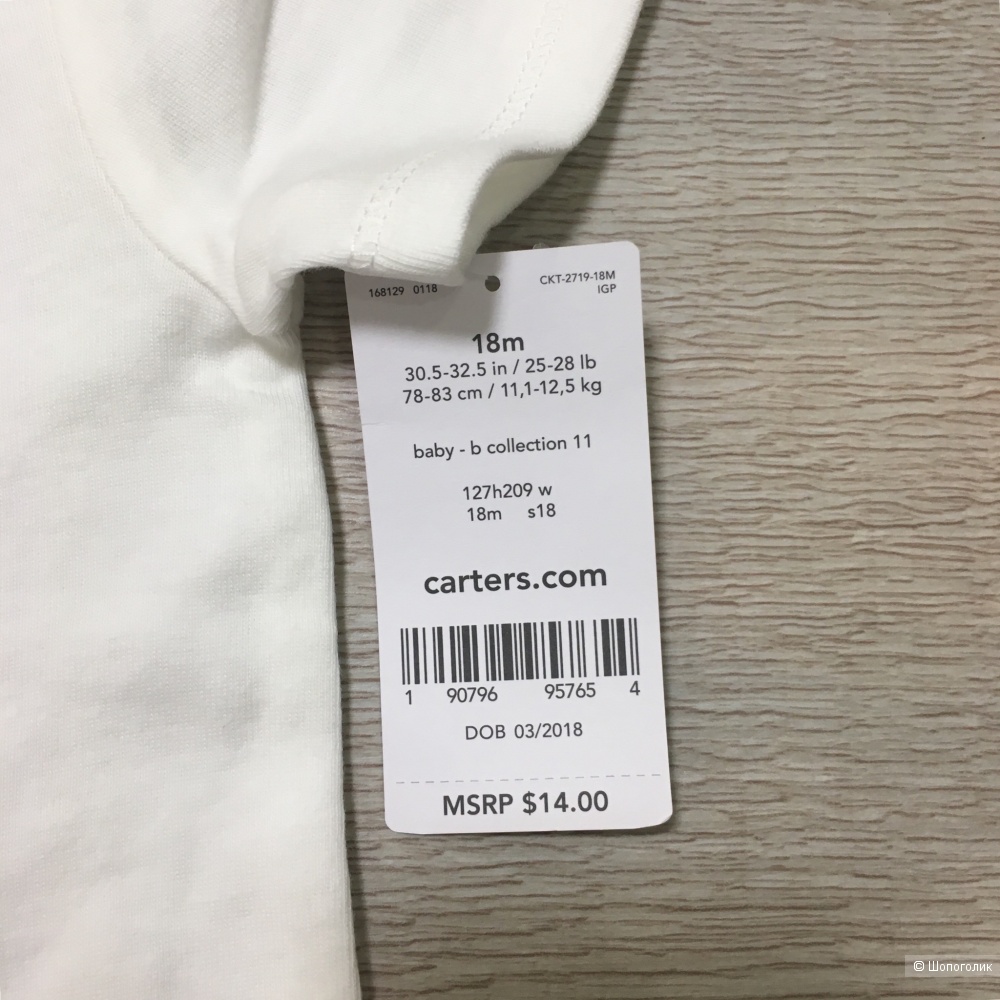 168129 0118
CKT-2719-18M
IGP
18m
30.5-32.5 in / 25-28 lb
78-83 cm / 11,1-12,5 kg
baby - b collection 11
127h209 w
18m s18
carters.com
1 90796 95765 4
DOB 03/2018
MSRP $14.00
© Шопоголик